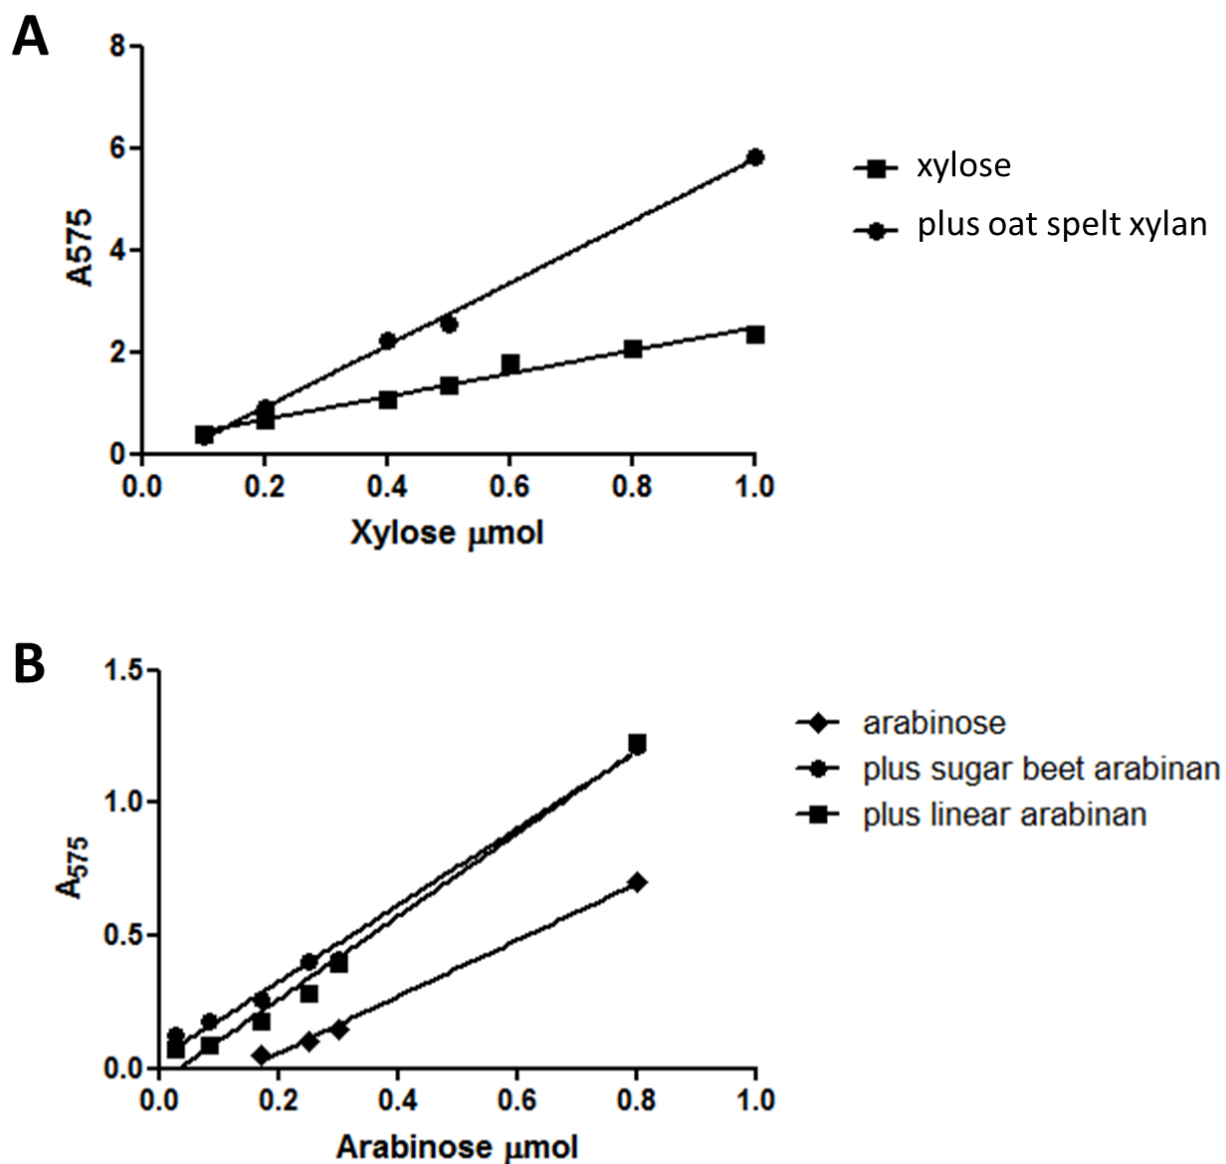 A
8
6
4
2
0
A575
0.0 0.2 0.4 0.6 0.8 1.0
Xylose μmol
xylose
plus oat spelt xylan
B
1.5
1.0
0.5
0.0
A575
0.0 0.2 0.4 0.6 0.8 1.0
Arabinose μmol
arabinose
plus sugar beet arabinan
plus linear arabinan